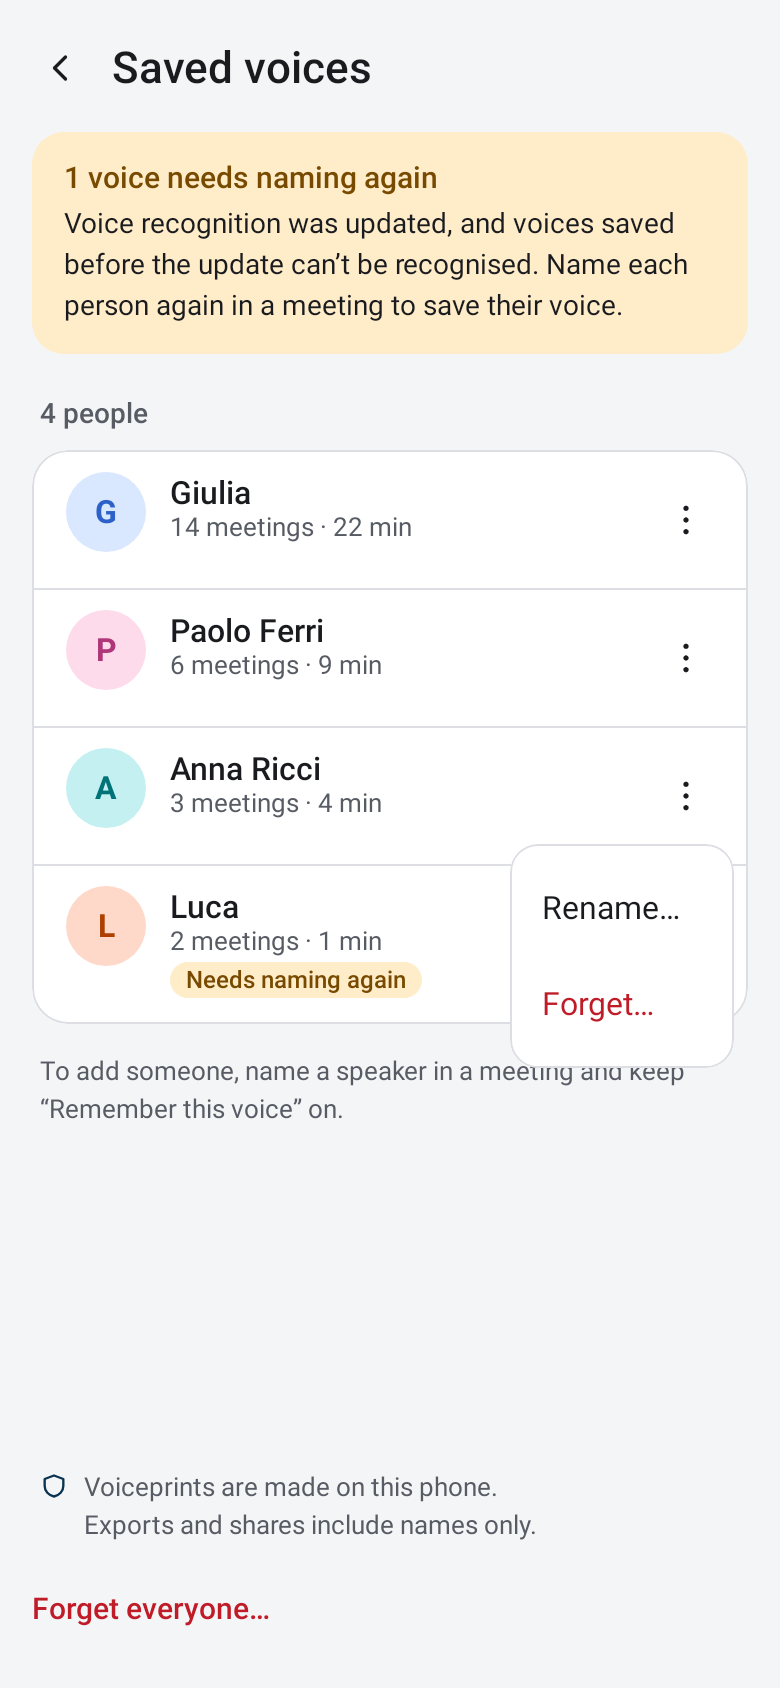 Saved voices
1 voice needs naming again
Voice recognition was updated, and voices saved
before the update can’t be recognised. Name each
person again in a meeting to save their voice.
4 people
G
Giulia
14 meetings · 22 min
P
Paolo Ferri
6 meetings · 9 min
A
Anna Ricci
3 meetings · 4 min
L
Luca
2 meetings · 1 min
Needs naming again
Rename…
Forget…
To add someone, name a speaker in a meeting and keep
“Remember this voice” on.
Voiceprints are made on this phone.
Exports and shares include names only.
Forget everyone…